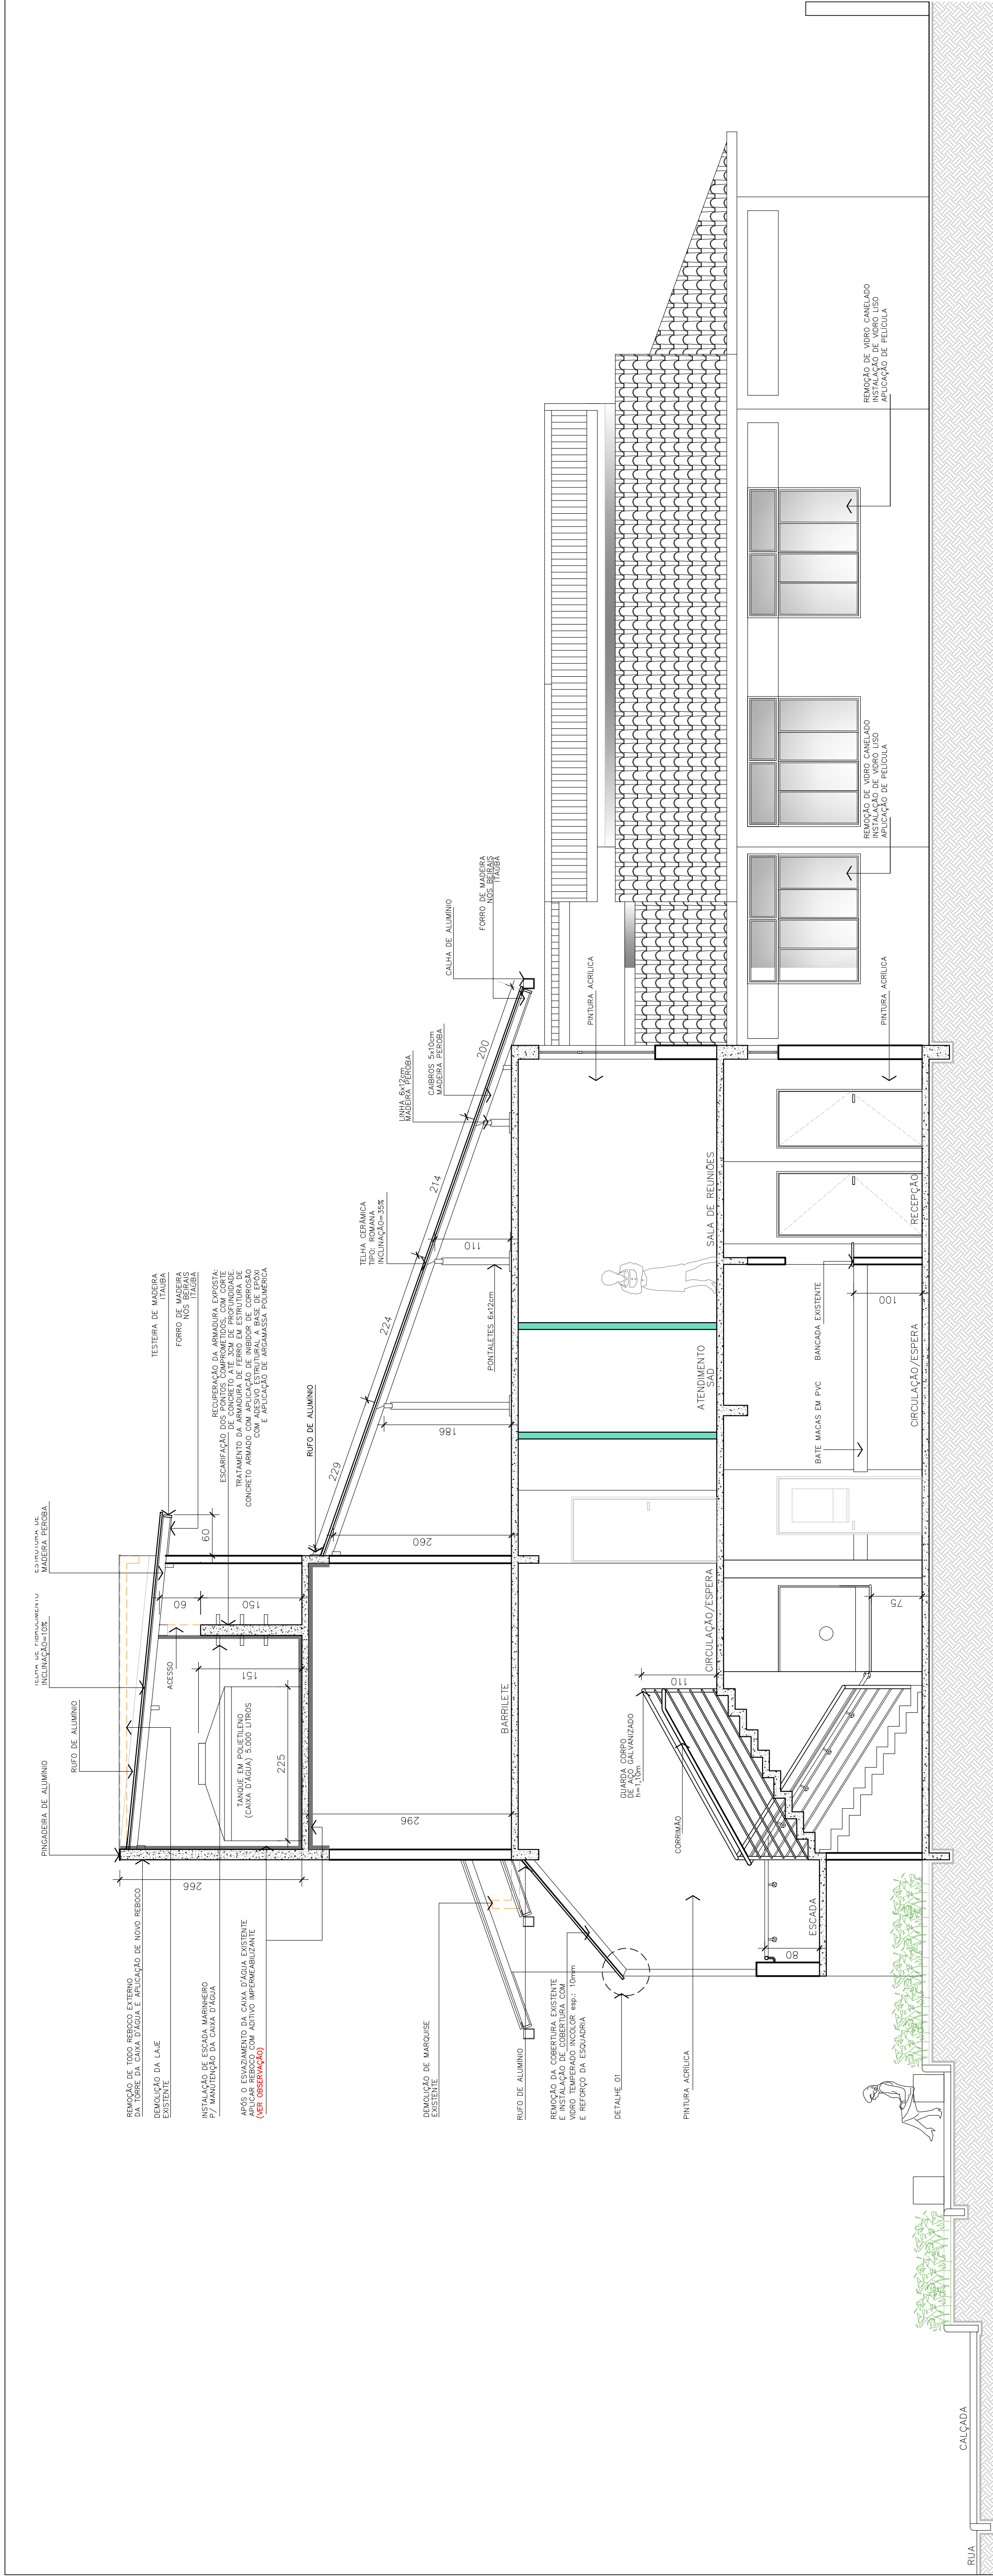 PINGADEIRA DE ALUMÍNIO
RUFO DE ALUMÍNIO
INCLINAÇÃO=10%
MADEIRA PEROBA
TESTEIRA DE MADEIRA
ITAÚBA
FORRO DE MADEIRA
NOS BEIRAIS
ITAÚBA
RECUPERAÇÃO DA ARMADURA EXPOSTA:
ESCARIFAÇÃO DOS PONTOS COMPROMETIDOS, COM CORTE
DE CONCRETO ATÉ 3CM DE PROFUNDIDADE.
TRATAMENTO DA ARMADURA DE FERRO EM ESTRUTURA DE
CONCRETO ARMADO COM APLICAÇÃO DE INIBIDOR DE CORROSÃO
COM ADESIVO ESTRUTURAL A BASE DE EPÓXI
E APLICAÇÃO DE ARGAMASSA POLIMÉRICA
RUFO DE ALUMÍNIO
REMOÇÃO DE TODO REBOCO EXTERNO
DA TORRE DA CAIXA D'ÁGUA E APLICAÇÃO DE NOVO REBOCO
DEMOLIÇÃO DA LAJE
EXISTENTE
INSTALAÇÃO DE ESCADA MARINHEIRO
P/ MANUTENÇÃO DA CAIXA D'ÁGUA
APÓS O ESVAZIAMENTO DA CAIXA D'ÁGUA EXISTENTE
APLICAR REBOCO COM ADITIVO IMPERMEABILIZANTE
(VER OBSERVAÇÃO)
266
ACESSO
60
60
150
151
TANQUE EM POLIETILENO
(CAIXA D'ÁGUA) 5.000 LITROS
225
296
BARRILETE
260
229
186
224
110
214
200
TELHA CERÂMICA
TIPO: ROMANA
INCLINAÇÃO=35%
LINHA 6x12cm
MADEIRA PEROBA
CAIBROS 5x10cm
MADEIRA PEROBA
CALHA DE ALUMÍNIO
FORRO DE MADEIRA
NOS BEIRAIS
ITAÚBA
PONTALETES 6x12cm
DEMOLIÇÃO DE MARQUISE
EXISTENTE
RUFO DE ALUMÍNIO
REMOÇÃO DA COBERTURA EXISTENTE
E INSTALAÇÃO DE COBERTURA COM
VIDRO TEMPERADO INCOLOR esp.: 10mm
E REFORÇO DA ESQUADRIA
DETALHE 01
PINTURA ACRÍLICA
GUARDA CORPO
DE AÇO GALVANIZADO
h=1,10m
CORRIMÃO
110
CIRCULAÇÃO/ESPERA
ATENDIMENTO
SAD
SALA DE REUNIÕES
PINTURA ACRÍLICA
ESCADA
80
75
BATE MACAS EM PVC
BANCADA EXISTENTE
100
CIRCULAÇÃO/ESPERA
RECEPÇÃO
PINTURA ACRÍLICA
REMOÇÃO DE VIDRO CANELADO
INSTALAÇÃO DE VIDRO LISO
APLICAÇÃO DE PELÍCULA
REMOÇÃO DE VIDRO CANELADO
INSTALAÇÃO DE VIDRO LISO
APLICAÇÃO DE PELÍCULA
RUA
CALÇADA